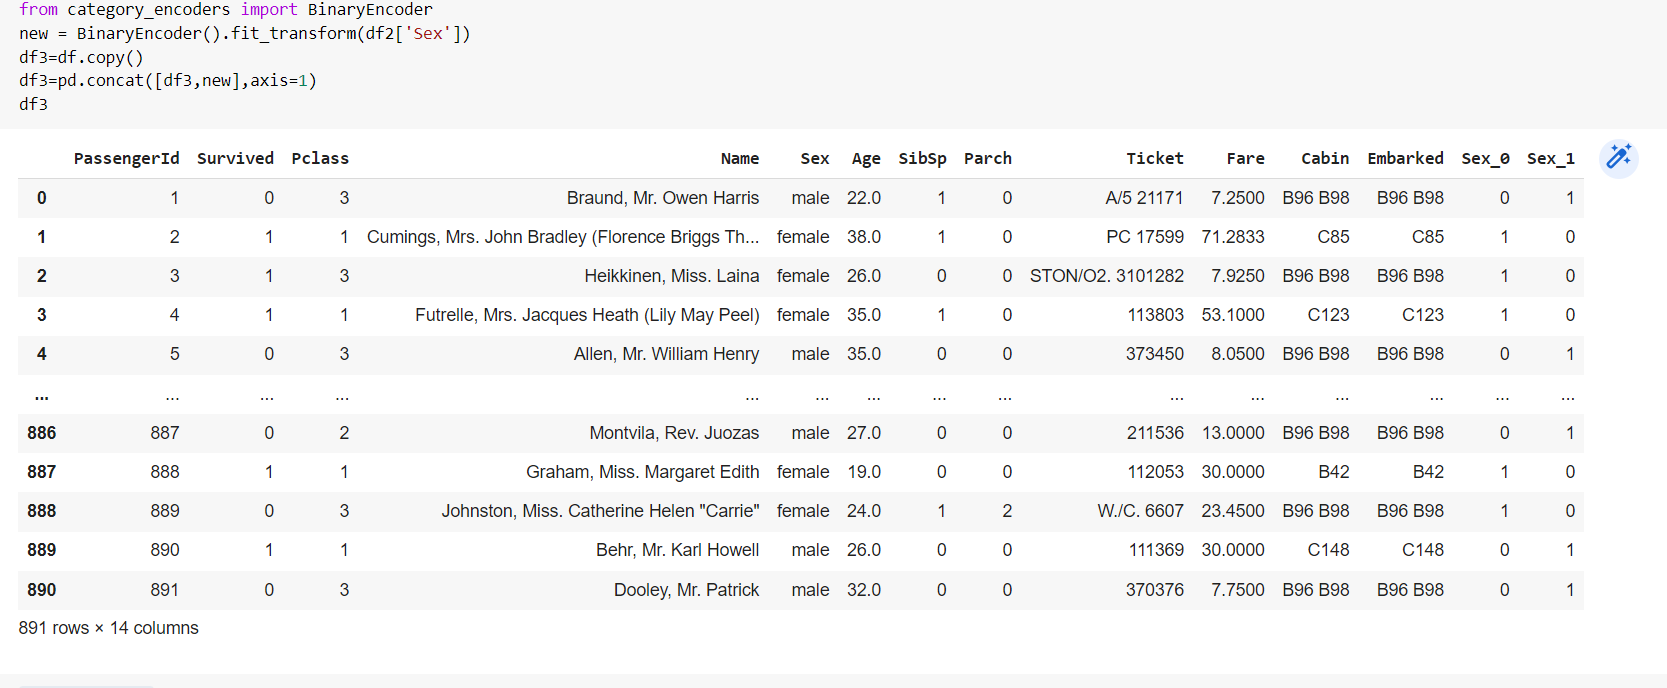 from category_encoders import BinaryEncoder
new = BinaryEncoder().fit_transform(df2['Sex'])
df3=df.copy()
df3=pd.concat([df3,new],axis=1)
df3
PassengerId Survived Pclass Name Sex Age SibSp Parch Ticket Fare Cabin Embarked Sex_0 Sex_1
0 1 0 3 Braund, Mr. Owen Harris male 22.0 1 0 A/5 21171 7.2500 B96 B98 B96 B98 0 1
1 2 1 1 Cumings, Mrs. John Bradley (Florence Briggs Th... female 38.0 1 0 PC 17599 71.2833 C85 C85 1 0
2 3 1 3 Heikkinen, Miss. Laina female 26.0 0 0 STON/O2. 3101282 7.9250 B96 B98 B96 B98 1 0
3 4 1 1 Futrelle, Mrs. Jacques Heath (Lily May Peel) female 35.0 1 0 113803 53.1000 C123 C123 1 0
4 5 0 3 Allen, Mr. William Henry male 35.0 0 0 373450 8.0500 B96 B98 B96 B98 0 1
... ... ... ... ... ... ... ... ... ... ... ... ... ... ...
886 887 0 2 Montvila, Rev. Juozas male 27.0 0 0 211536 13.0000 B96 B98 B96 B98 0 1
887 888 1 1 Graham, Miss. Margaret Edith female 19.0 0 0 112053 30.0000 B42 B42 1 0
888 889 0 3 Johnston, Miss. Catherine Helen "Carrie" female 24.0 1 2 W./C. 6607 23.4500 B96 B98 B96 B98 1 0
889 890 1 1 Behr, Mr. Karl Howell male 26.0 0 0 111369 30.0000 C148 C148 0 1
890 891 0 3 Dooley, Mr. Patrick male 32.0 0 0 370376 7.7500 B96 B98 B96 B98 0 1
891 rows × 14 columns